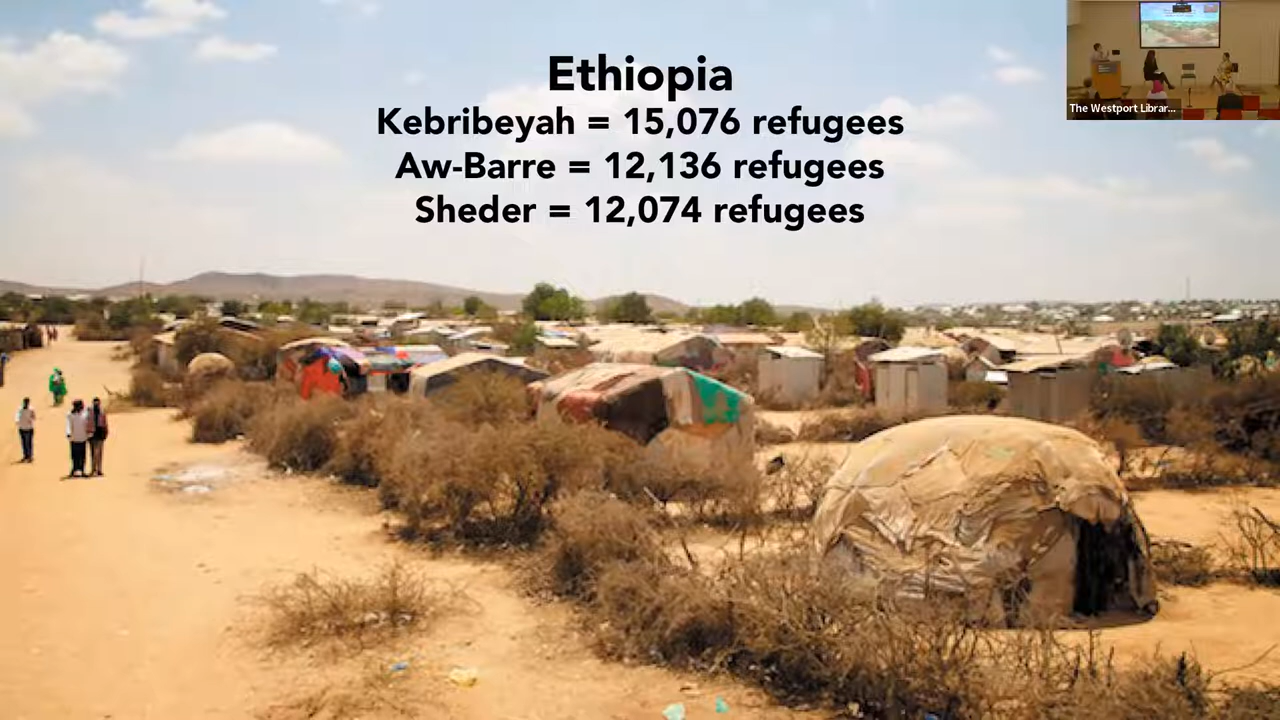 Ethiopia
Kebribeyah = 15,076 refugees
Aw-Barre = 12,136 refugees
Sheder = 12,074 refugees
The Westport Librar...